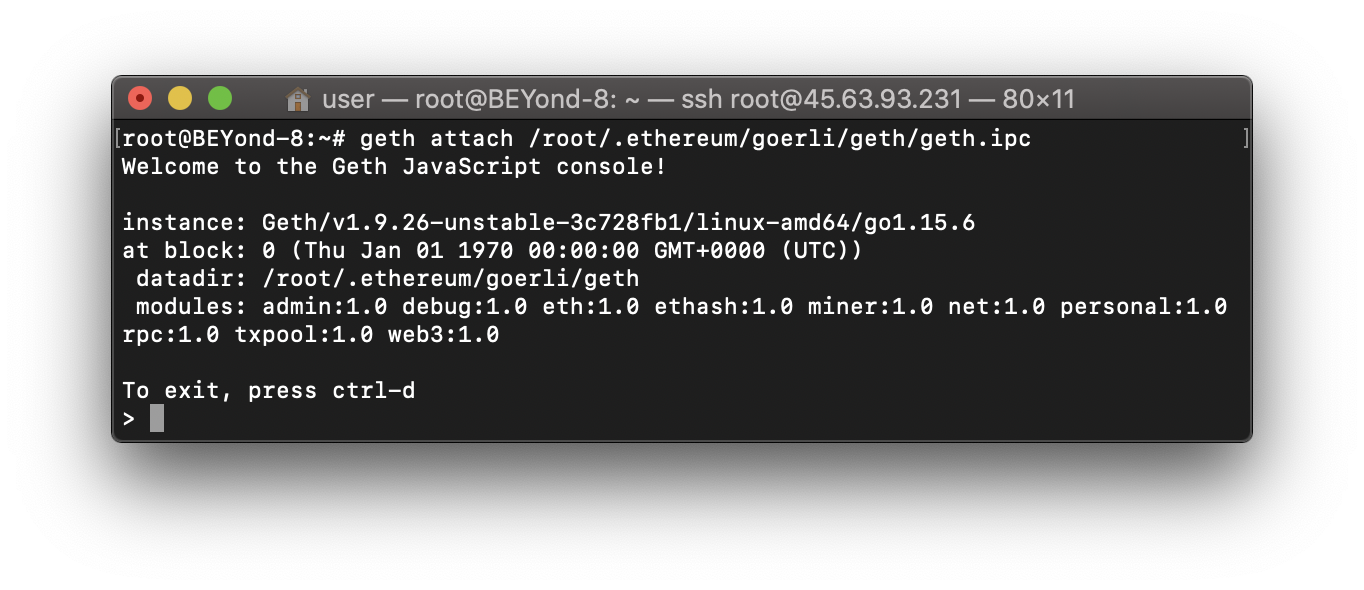 user — root@BEYond-8: ~ — ssh root@45.63.93.231 — 80×11
[root@BEYond-8:~# geth attach /root/.ethereum/goerli/geth/geth.ipc ]
Welcome to the Geth JavaScript console!
instance: Geth/v1.9.26-unstable-3c728fb1/linux-amd64/go1.15.6
at block: 0 (Thu Jan 01 1970 00:00:00 GMT+0000 (UTC))
datadir: /root/.ethereum/goerli/geth
modules: admin:1.0 debug:1.0 eth:1.0 ethash:1.0 miner:1.0 net:1.0 personal:1.0
rpc:1.0 txpool:1.0 web3:1.0
To exit, press ctrl-d
>